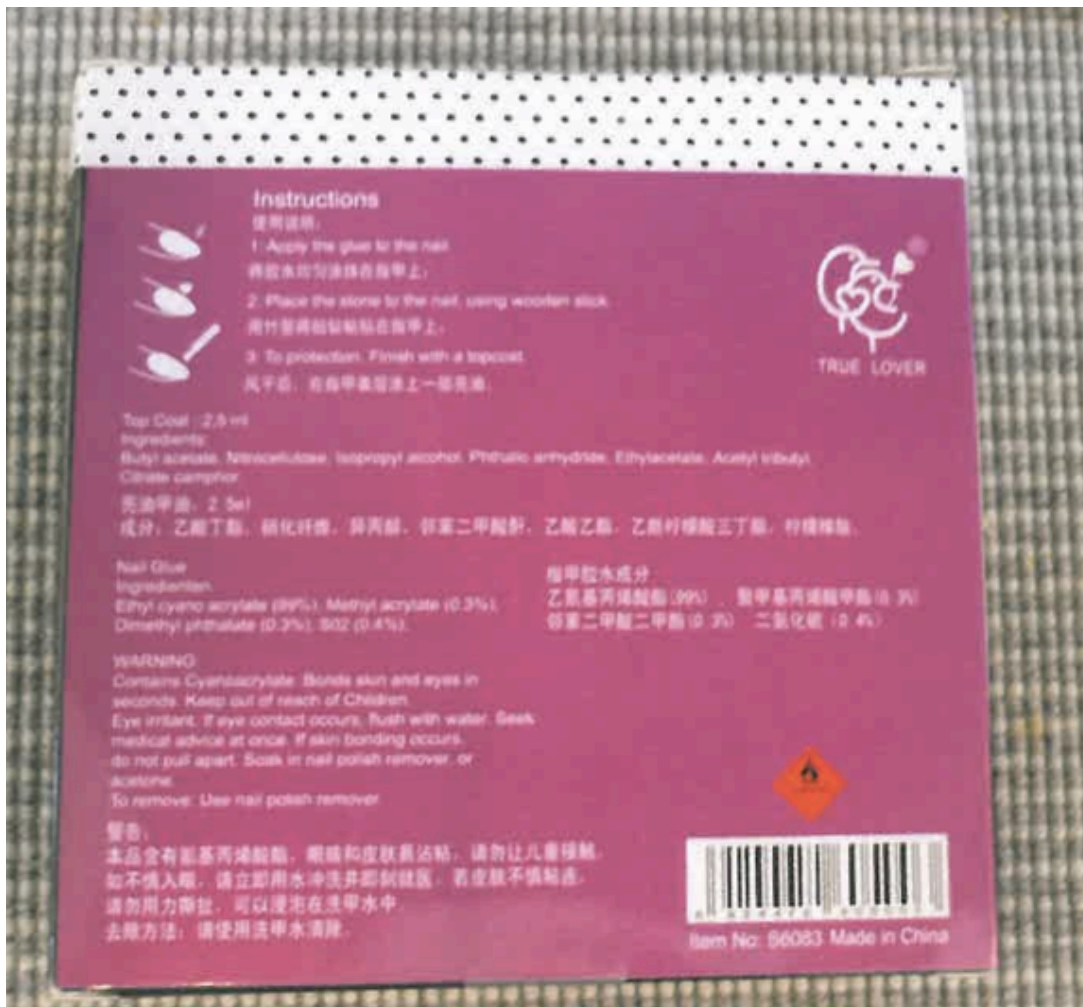 Instructions
使用说明:
1: Apply the glue to the nail.
将胶水均匀涂抹在指甲上;
2: Place the stone to the nail, using wooden stick.
在指甲上;
3: To protection. Finish with a topcoat.
风干后, 在指甲表层涂上一层亮油.
TRUE LOVER
Top Coat : 2,5 ml
Ingredients:
Butyl acetate, Nitrocellulose, Isopropyl alcohol, Phthalic anhydride, Ethylacetate, Acetyl tributyl,
Citrate camphor.
亮油甲油, 2.5ml
成分: 乙酸丁酯, 硝化纤维, 异丙醇, 邻苯二甲酸酐, 乙酸乙酯, 乙酰柠檬酸三丁酯,
Nail Glue
Ingredienten
Ethyl cyano acrylate (99%), Methyl acrylate (0.3%),
Dimethyl phthalate (0.3%), S02 (0.4%).
指甲胶水成分
乙氰基丙烯酸酯(99%) 聚甲基丙烯酸甲酯(0.3%)
邻苯二甲酸二甲酯(0.3%) 二氧化硫 (0.4%)
WARNING:
Contains Cyantoacrylate. Bonds skin and eyes in
seconds. Keep out of reach of Children.
Eye irritant. If eye contact occurs, flush with water. Seek
medical advice at once. If skin bonding occurs,
do not pull apart. Soak in nail polish remover, or
acetone.
To remove: Use nail polish remover.
警告:
本品含有氰基丙烯酸酯, 眼睛和皮肤易沾粘, 请勿让儿童接触.
如不慎入眼, 请立即用水冲洗并即刻就医, 若皮肤不慎粘连,
请勿用力撕扯, 可以浸泡在洗甲水中.
去除方法: 请使用洗甲水清除.
Item No: S6083 Made in China